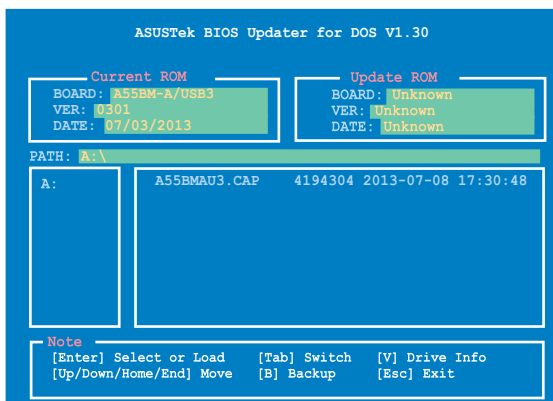 ASUSTek BIOS Updater for DOS V1.30
Current ROM
BOARD: A55BM-A/USB3
VER: 0301
DATE: 07/03/2013
Update ROM
BOARD: Unknown
VER: Unknown
DATE: Unknown
PATH: A:\
A:
A55BMAU3.CAP 4194304 2013-07-08 17:30:48
Note
[Enter] Select or Load [Tab] Switch [V] Drive Info
[Up/Down/Home/End] Move [B] Backup [Esc] Exit